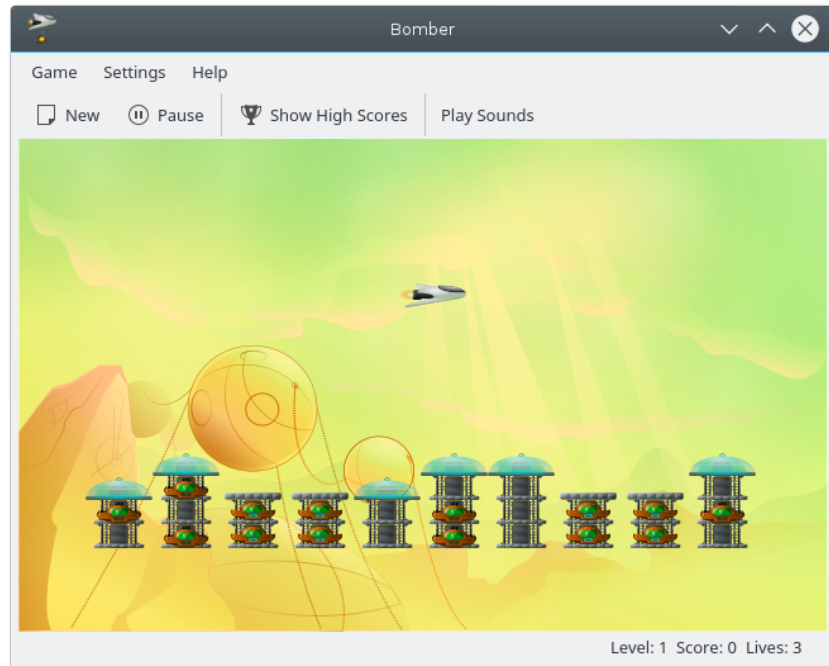 Bomber
Game Settings Help
New Pause Show High Scores Play Sounds
Level: 1 Score: 0 Lives: 3